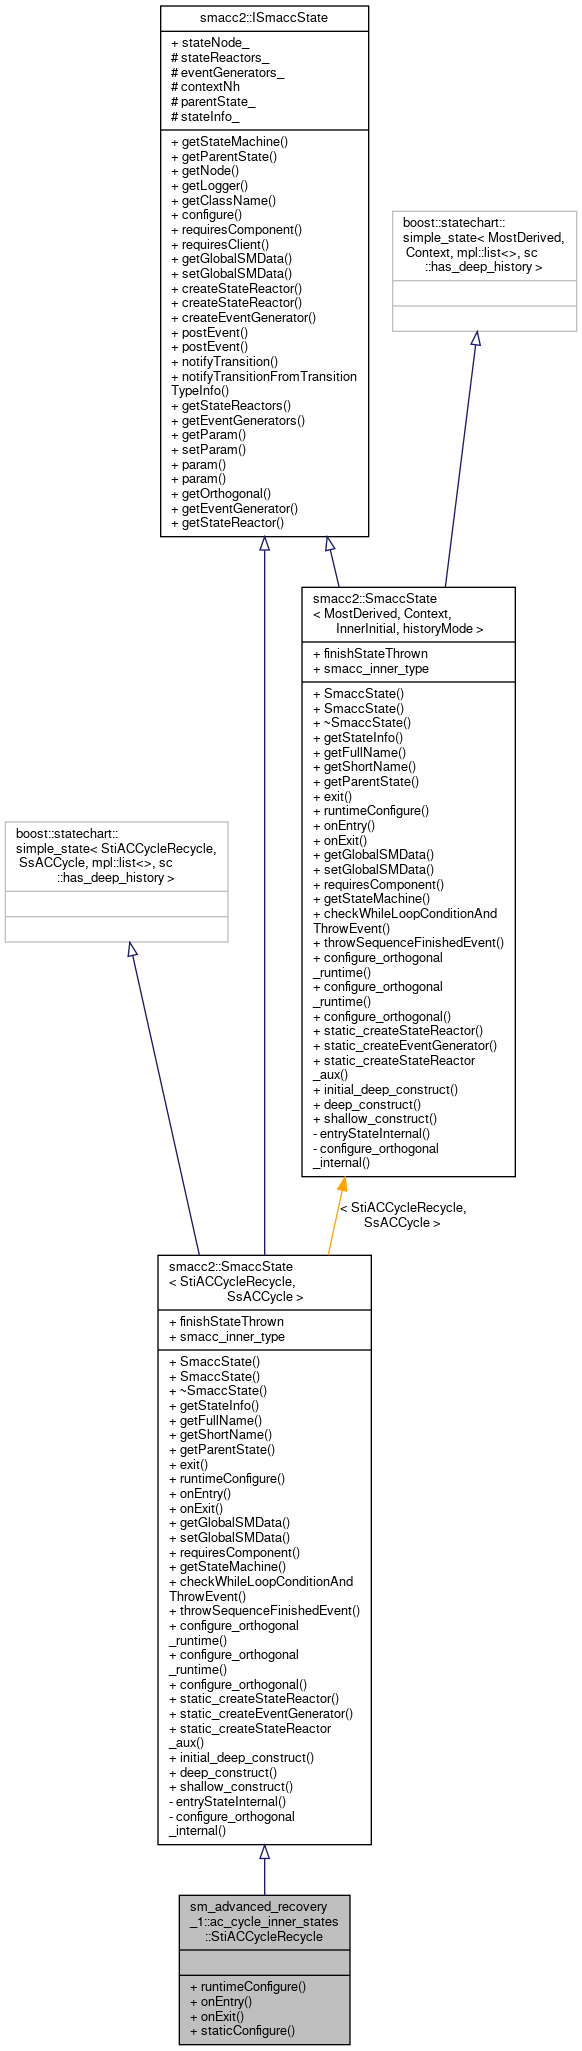 smacc2::ISmaccState
+ stateNode_
# stateReactors_
# eventGenerators_
# contextNh
# parentState_
# stateInfo_
+ getStateMachine()
+ getParentState()
+ getNode()
+ getLogger()
+ getClassName()
+ configure()
+ requiresComponent()
+ requiresClient()
+ getGlobalSMData()
+ setGlobalSMData()
+ createStateReactor()
+ createStateReactor()
+ createEventGenerator()
+ postEvent()
+ postEvent()
+ notifyTransition()
+ notifyTransitionFromTransition
TypeInfo()
+ getStateReactors()
+ getEventGenerators()
+ getParam()
+ setParam()
+ param()
+ param()
+ getOrthogonal()
+ getEventGenerator()
+ getStateReactor()
boost::statechart::
simple_state< MostDerived,
Context, mpl::list<>, sc
::has_deep_history >
smacc2::SmaccState
< MostDerived, Context,
InnerInitial, historyMode >
+ finishStateThrown
+ smacc_inner_type
+ SmaccState()
+ SmaccState()
+ ~SmaccState()
+ getStateInfo()
+ getFullName()
+ getShortName()
+ getParentState()
+ exit()
+ runtimeConfigure()
+ onEntry()
+ onExit()
+ getGlobalSMData()
+ setGlobalSMData()
+ requiresComponent()
+ getStateMachine()
+ checkWhileLoopConditionAnd
ThrowEvent()
+ throwSequenceFinishedEvent()
+ configure_orthogonal
_runtime()
+ configure_orthogonal
_runtime()
+ configure_orthogonal()
+ static_createStateReactor()
+ static_createEventGenerator()
+ static_createStateReactor
_aux()
+ initial_deep_construct()
+ deep_construct()
+ shallow_construct()
- entryStateInternal()
- configure_orthogonal
_internal()
boost::statechart::
simple_state< StiACCycleRecycle,
SsACCycle, mpl::list<>, sc
::has_deep_history >
< StiACCycleRecycle,
SsACCycle >
smacc2::SmaccState
< StiACCycleRecycle,
SsACCycle >
+ finishStateThrown
+ smacc_inner_type
+ SmaccState()
+ SmaccState()
+ ~SmaccState()
+ getStateInfo()
+ getFullName()
+ getShortName()
+ getParentState()
+ exit()
+ runtimeConfigure()
+ onEntry()
+ onExit()
+ getGlobalSMData()
+ setGlobalSMData()
+ requiresComponent()
+ getStateMachine()
+ checkWhileLoopConditionAnd
ThrowEvent()
+ throwSequenceFinishedEvent()
+ configure_orthogonal
_runtime()
+ configure_orthogonal
_runtime()
+ configure_orthogonal()
+ static_createStateReactor()
+ static_createEventGenerator()
+ static_createStateReactor
_aux()
+ initial_deep_construct()
+ deep_construct()
+ shallow_construct()
- entryStateInternal()
- configure_orthogonal
_internal()
sm_advanced_recovery
_1::ac_cycle_inner_states
::StiACCycleRecycle
+ runtimeConfigure()
+ onEntry()
+ onExit()
+ staticConfigure()